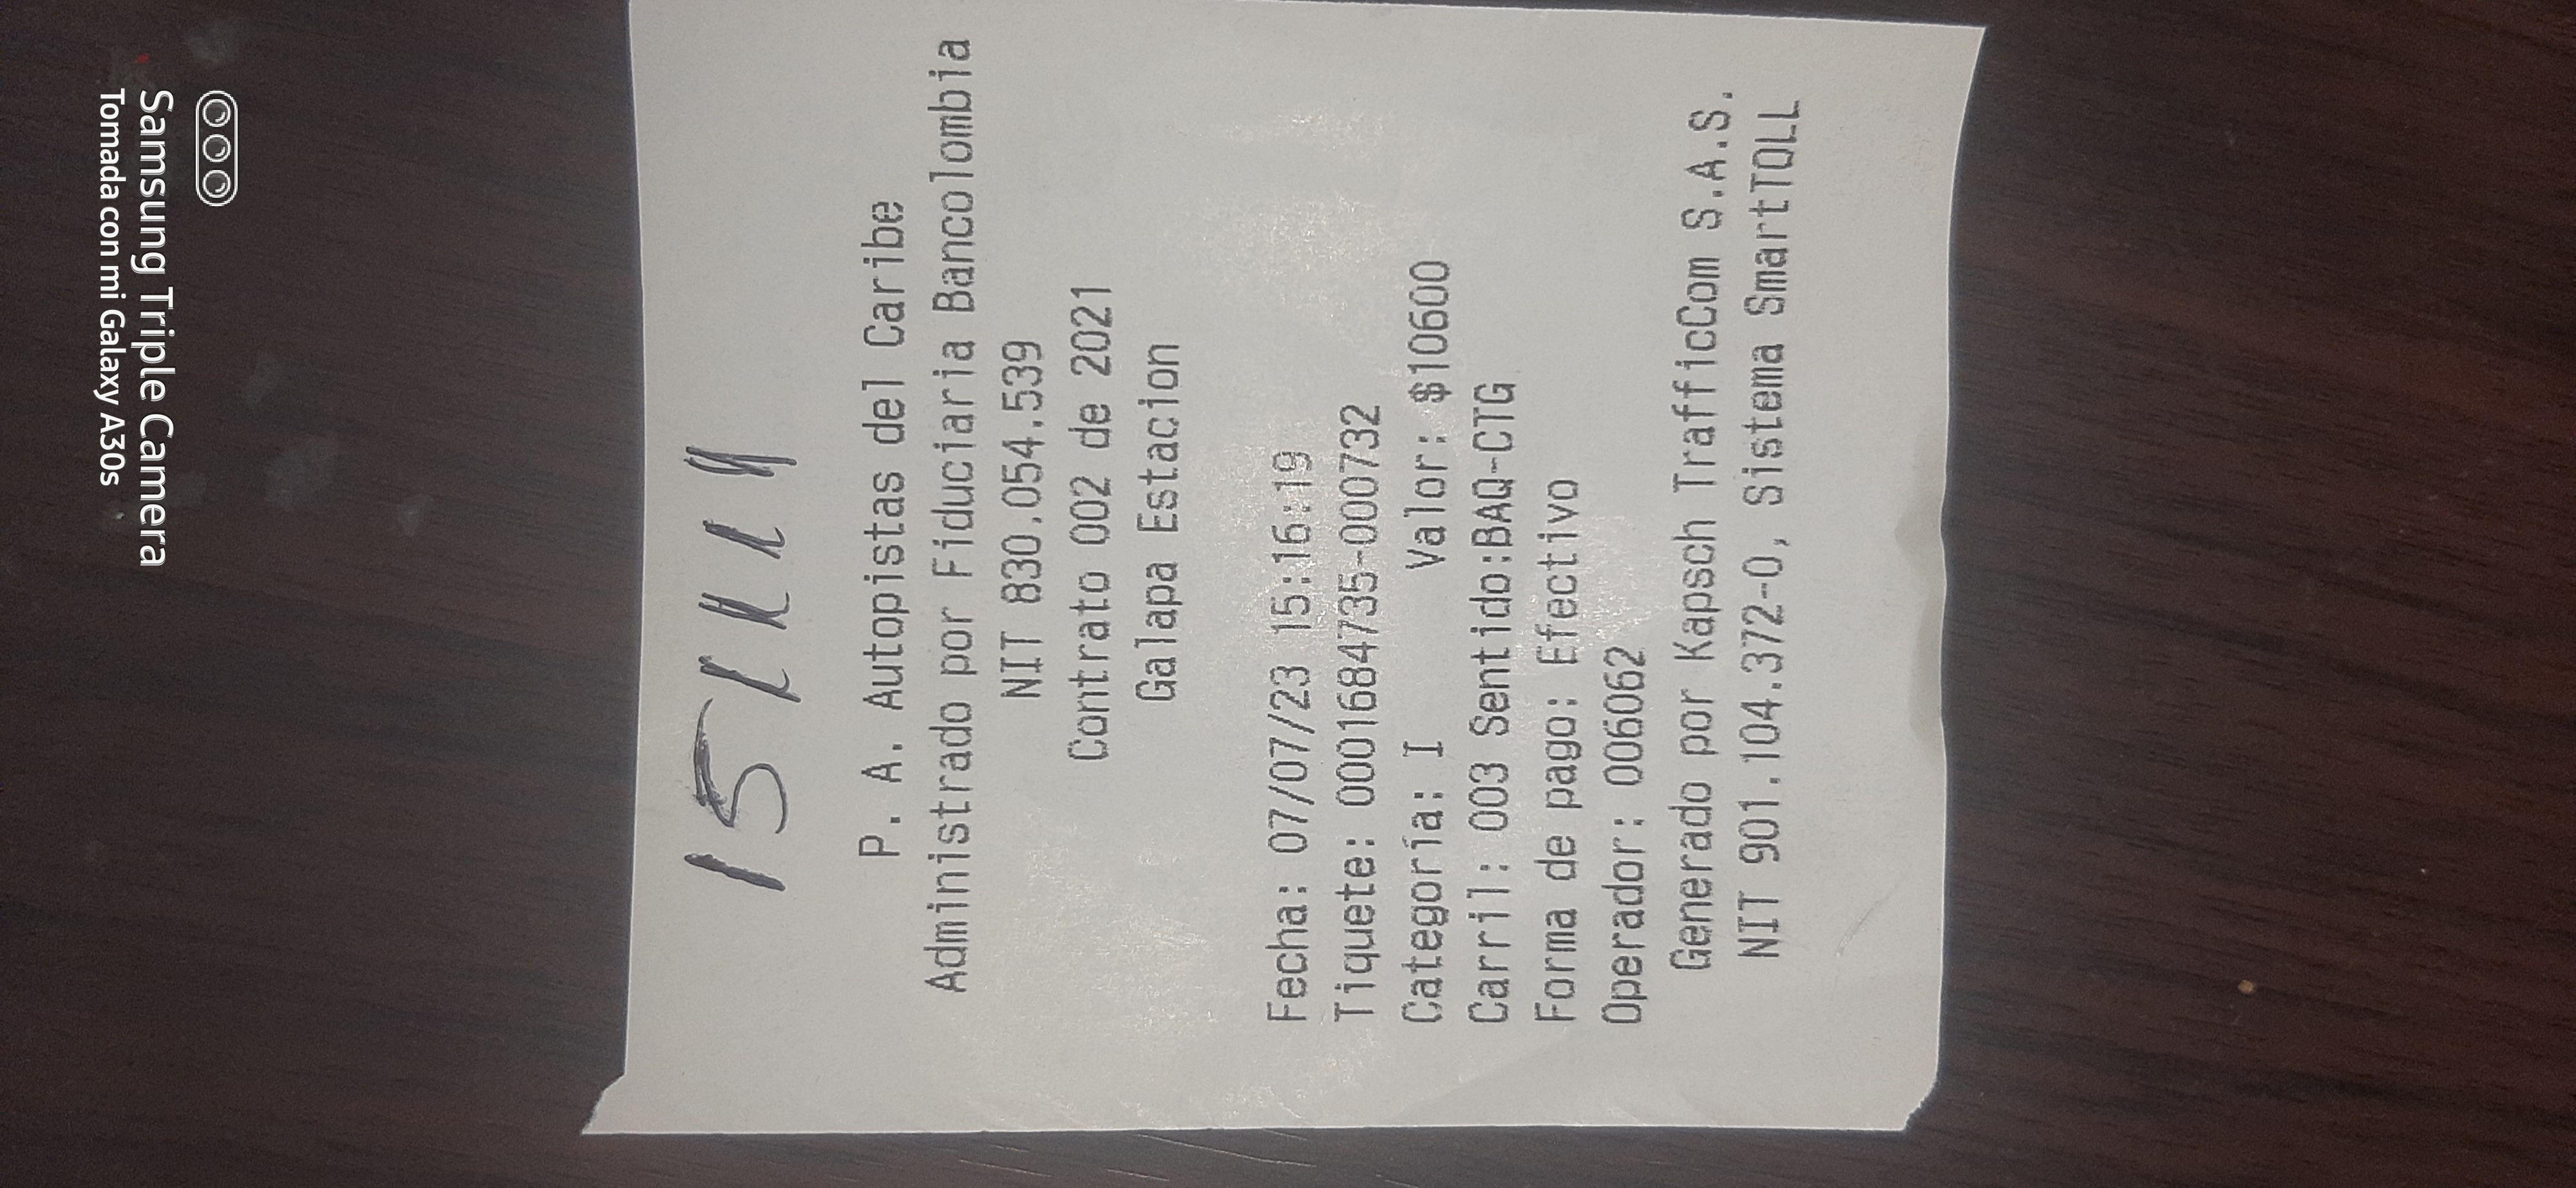 P. A. Autopistas del Caribe
Administrado por Fiduciaria Bancolombia
NIT 830.054.539
Contrato 002 de 2021
Galapa Estacion
Fecha: 07/07/23 15:16:19
Tiquete: 0001684735-000732
Categoría: I Valor: $10600
Carril: 003 Sentido:BAQ-CTG
Forma de pago: Efectivo
Operador: 006062
Generado por Kapsch TrafficCom S.A.S.
NIT 901.104.372-0, Sistema SmartTOLL
Samsung Triple Camera
Tomada con mi Galaxy A30s